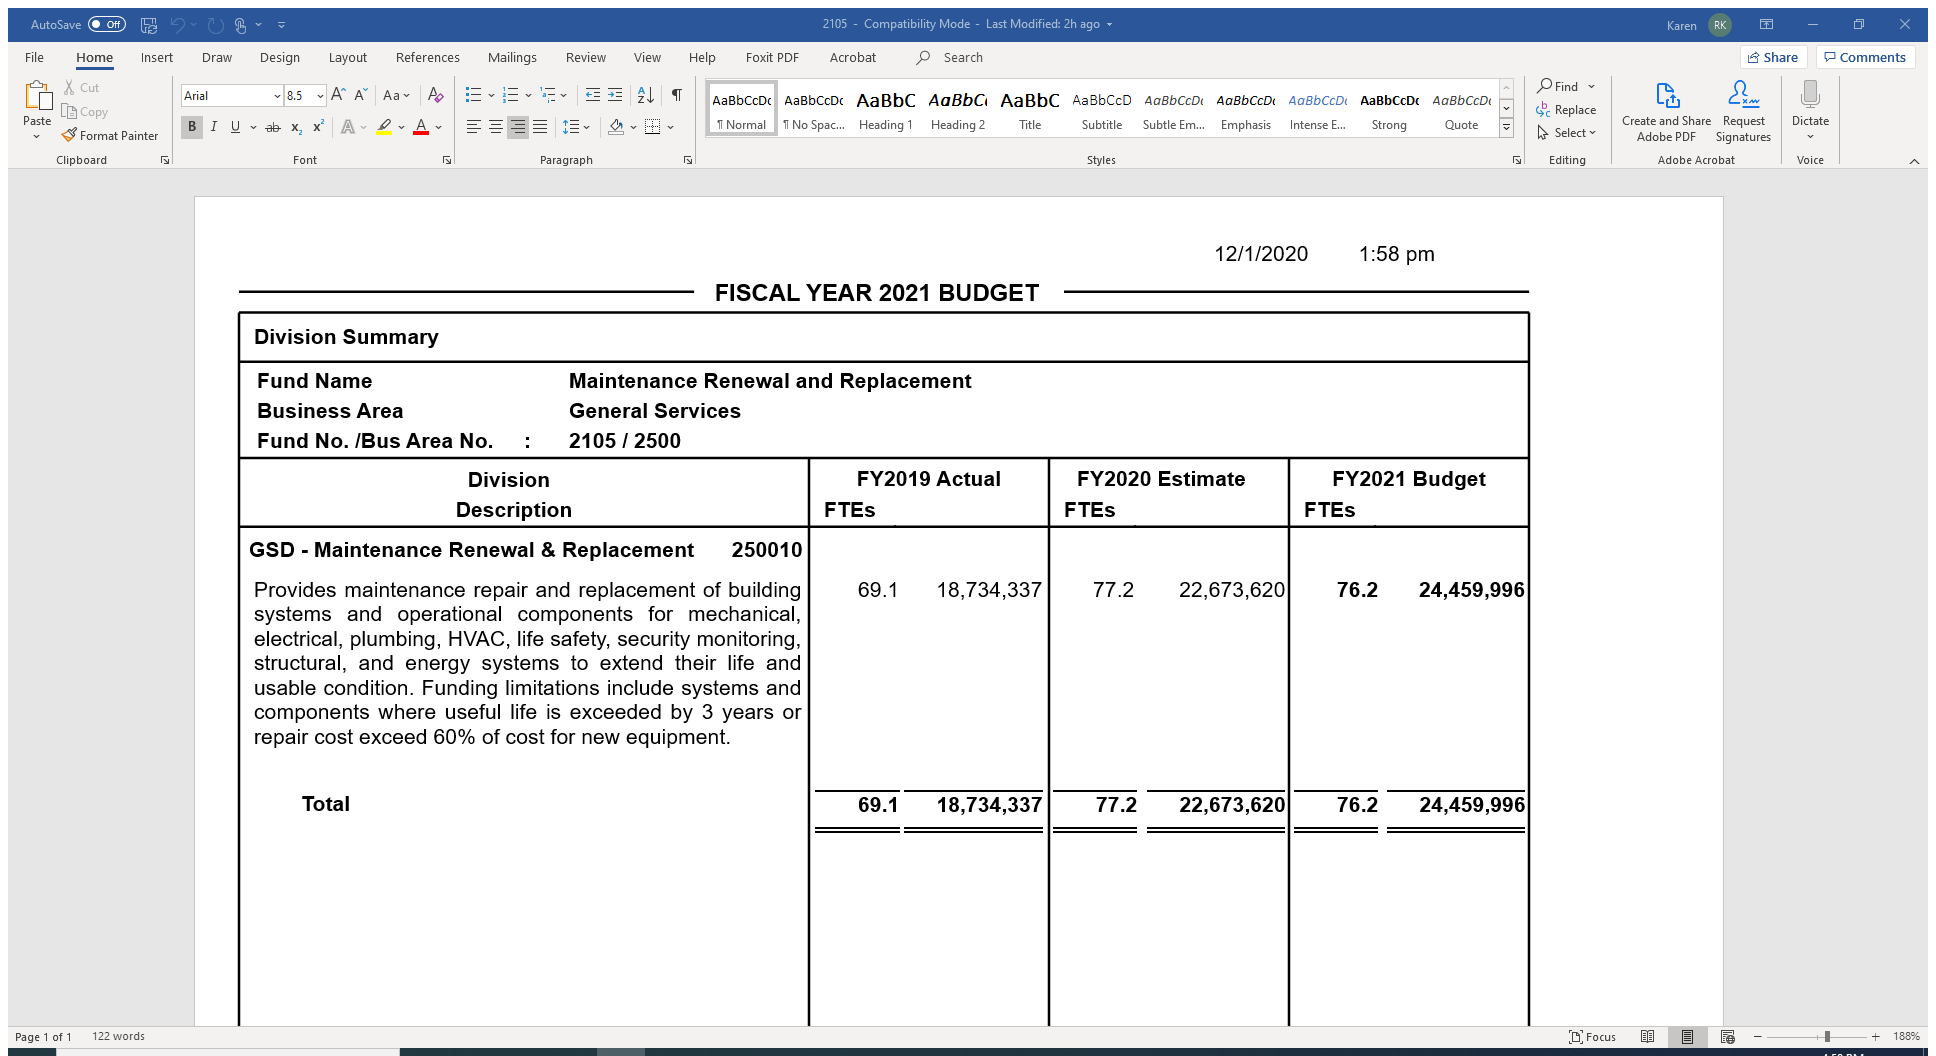 AutoSave Off 2105 - Compatibility Mode - Last Modified: 2h ago Karen RK
File Home Insert Draw Design Layout References Mailings Review View Help Foxit PDF Acrobat Search Share Comments
Paste Cut Copy Format Painter
Clipboard
Arial 8.5
Font
Paragraph
AaBbCcDc AaBbCcDc AaBbC AaBbCc AaBbC AaBbCcD AaBbCcDc AaBbCcDc AaBbCcDc AaBbCcDc AaBbCcDc
¶ Normal ¶ No Spac... Heading 1 Heading 2 Title Subtitle Subtle Em... Emphasis Intense E... Strong Quote
Styles
Find
Replace
Select
Editing
Create and Share Adobe PDF
Request Signatures
Adobe Acrobat
Dictate
Voice
12/1/2020 1:58 pm
FISCAL YEAR 2021 BUDGET
Division Summary
Fund Name Maintenance Renewal and Replacement
Business Area General Services
Fund No. /Bus Area No. : 2105 / 2500
Division FY2019 Actual FY2020 Estimate FY2021 Budget
Description FTEs FTEs FTEs
GSD - Maintenance Renewal & Replacement 250010
Provides maintenance repair and replacement of building 69.1 18,734,337 77.2 22,673,620 76.2 24,459,996
systems and operational components for mechanical,
electrical, plumbing, HVAC, life safety, security monitoring,
structural, and energy systems to extend their life and
usable condition. Funding limitations include systems and
components where useful life is exceeded by 3 years or
repair cost exceed 60% of cost for new equipment.
Total 69.1 18,734,337 77.2 22,673,620 76.2 24,459,996
Page 1 of 1 122 words Focus 188%